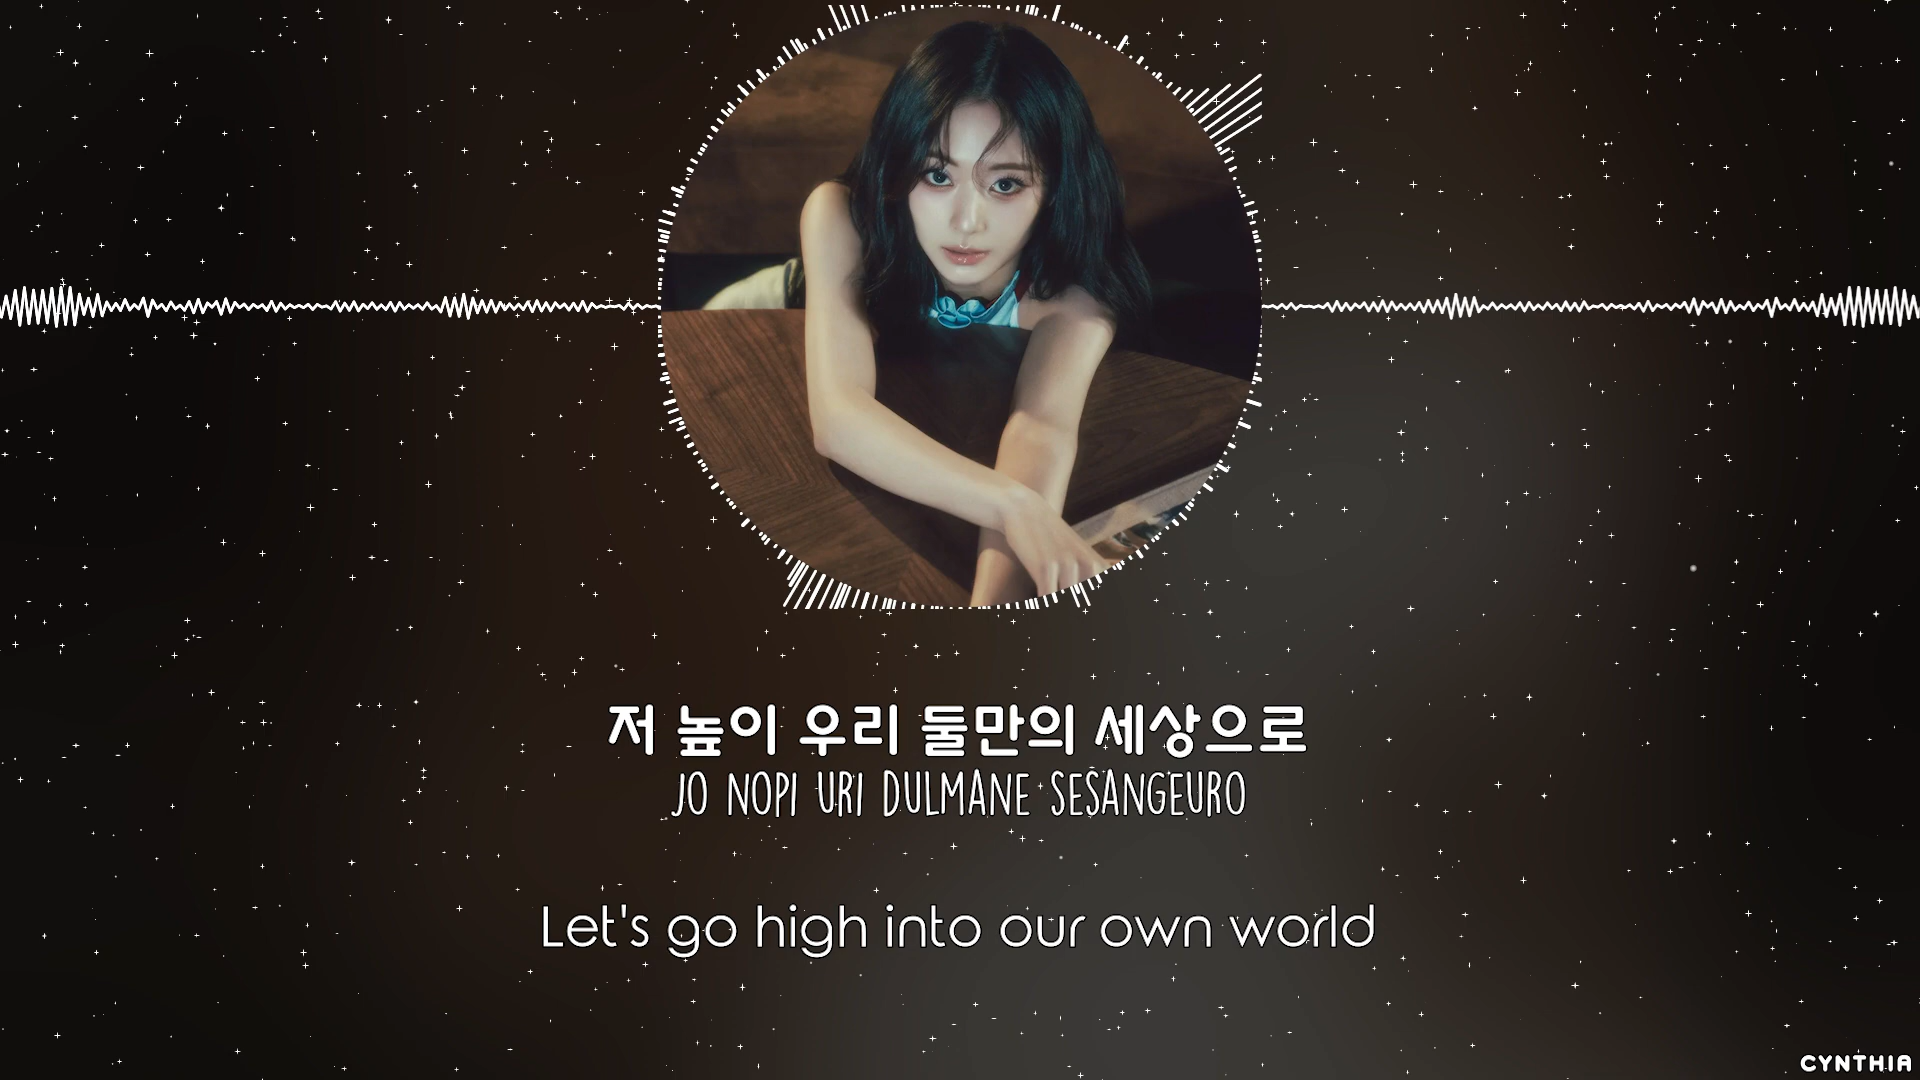 저 높이 우리 둘만의 세상으로
JO NOPI URI DULMANE SESANGEURO
Let's go high into our own world
CYNTHIA